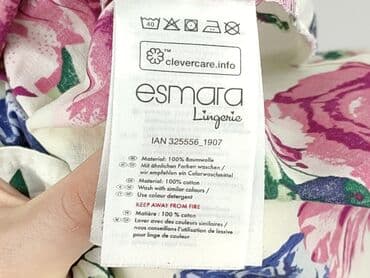 40
clevercare.info
esmara
Lingerie
IAN 325556_1907
Material: 100% Baumwolle
Mit ähnlichen Farben waschen /
wir empfehlen ein Colorwaschmittel
Material: 100% cotton
Wash with similar colours /
Use colour detergent
KEEP AWAY FROM FIRE
Matière : 100 % coton
Laver avec des couleurs similaires /
nous conseillons l'utilisation de lessive
pour linge de couleur